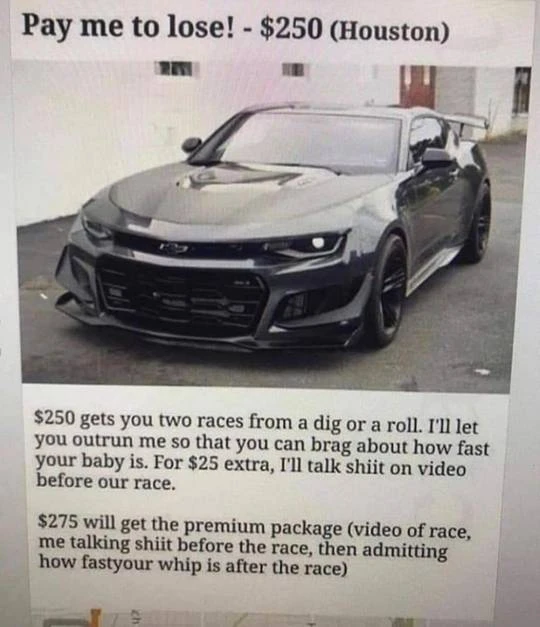 Pay me to lose! - $250 (Houston)
$250 gets you two races from a dig or a roll. I'll let
you outrun me so that you can brag about how fast
your baby is. For $25 extra, I'll talk shiit on video
before our race.
$275 will get the premium package (video of race,
me talking shiit before the race, then admitting
how fastyour whip is after the race)